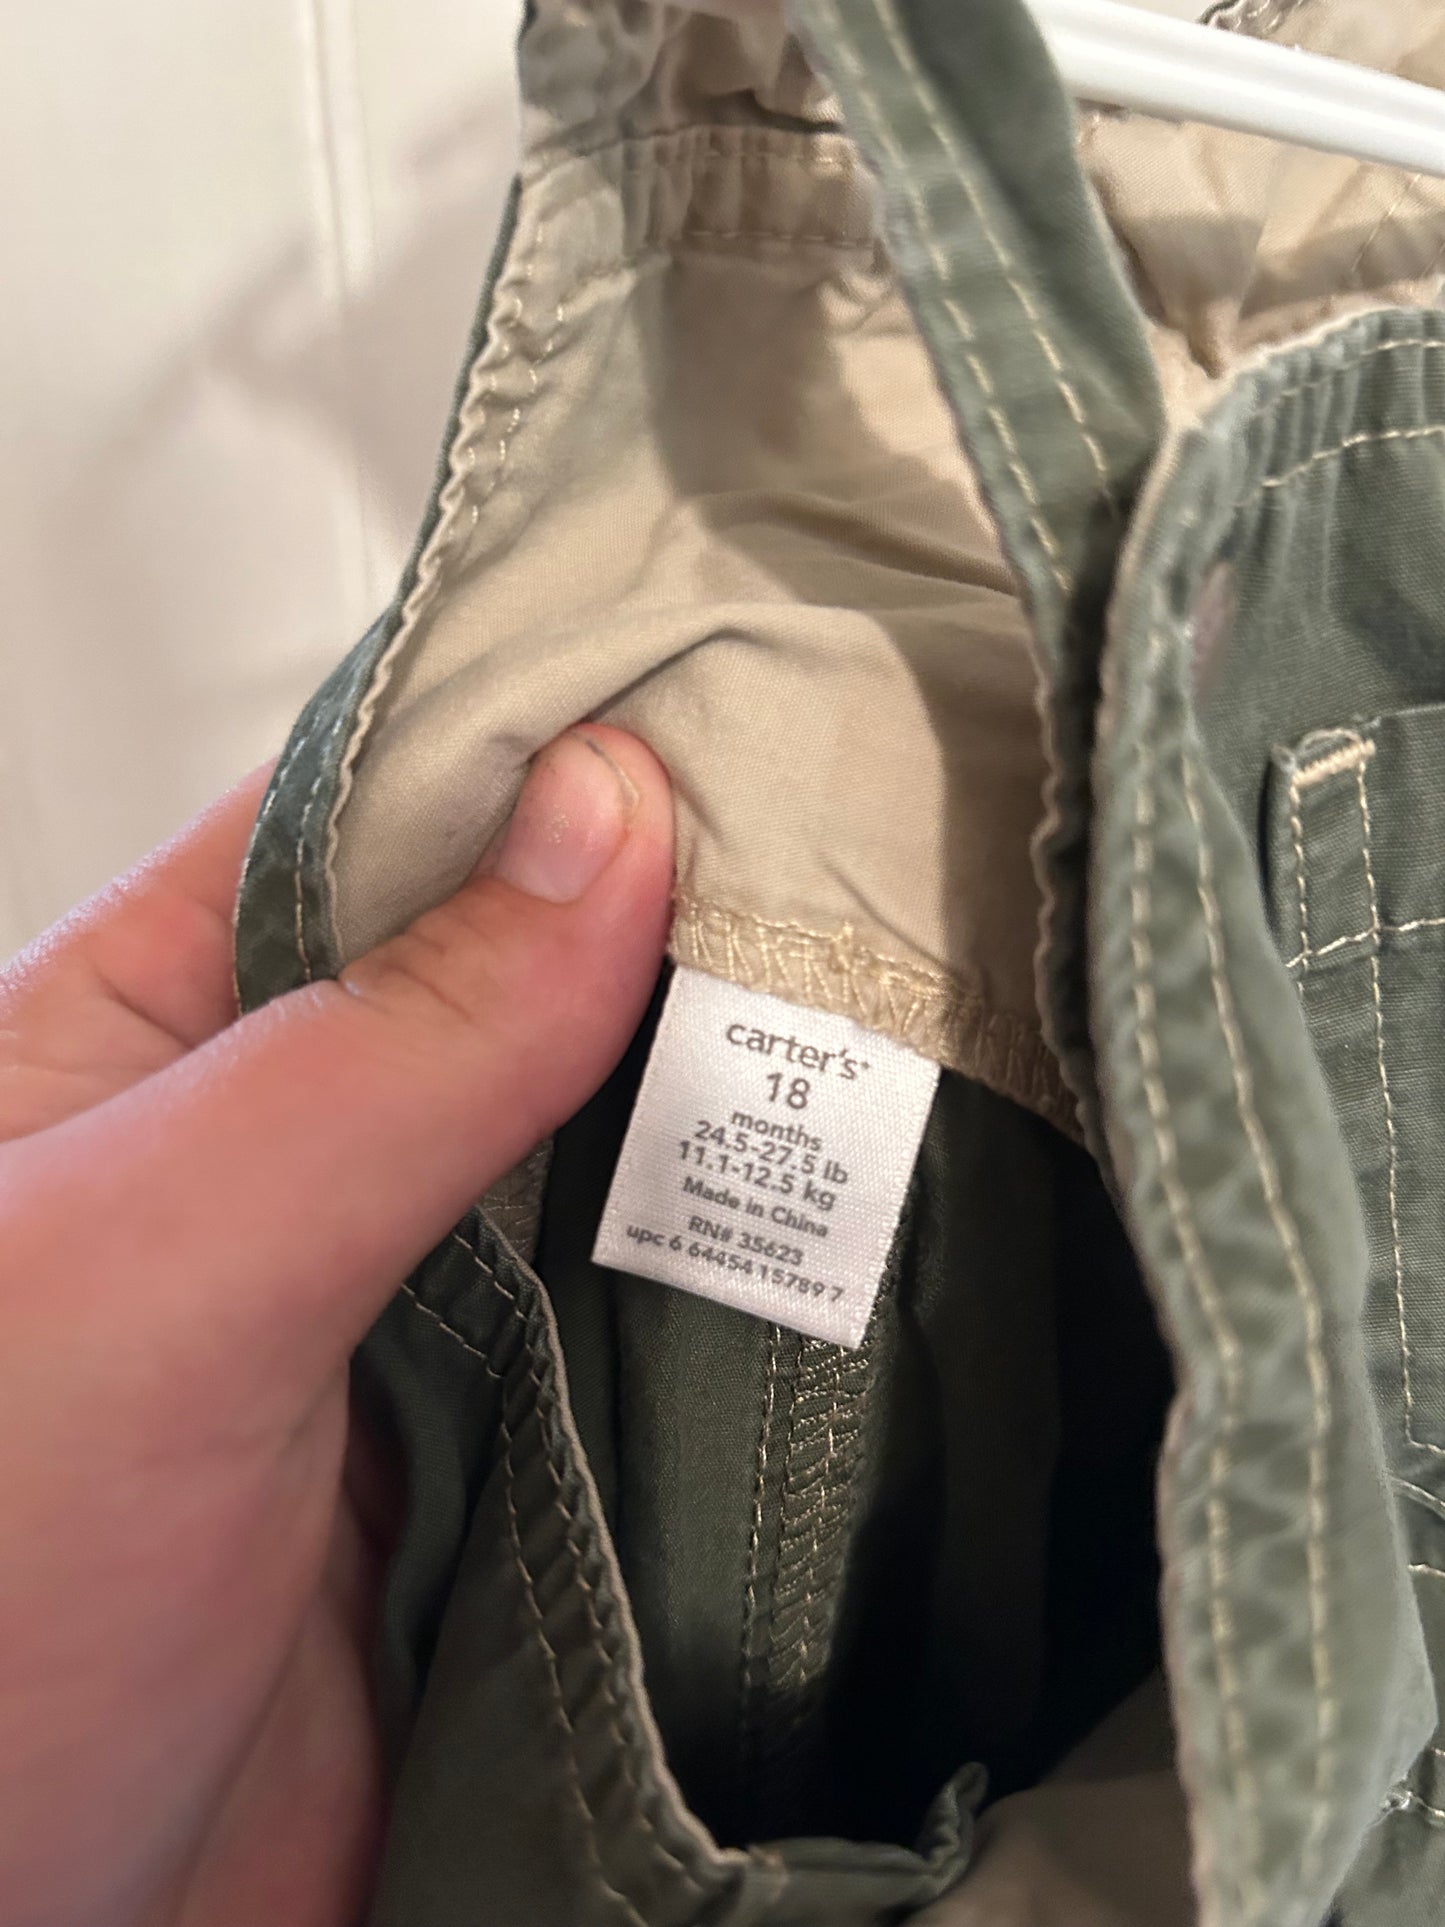 carter's
18
months
24.5-27.5 lb
11.1-12.5 kg
Made in China
RN# 35623
upc 6 64454 15789 7